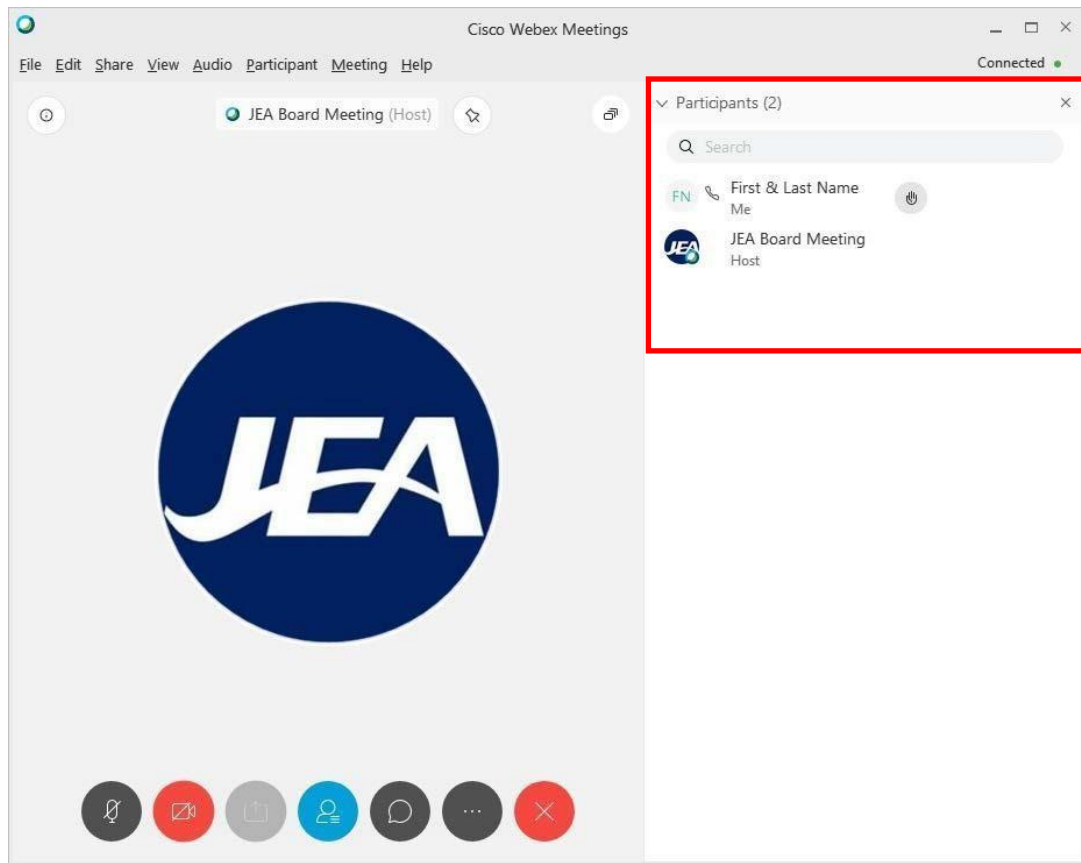 Cisco Webex Meetings
File Edit Share View Audio Participant Meeting Help
Connected
JEA Board Meeting (Host)
Participants (2)
Search
FN
First & Last Name
Me
JEA
JEA Board Meeting
Host
JEA